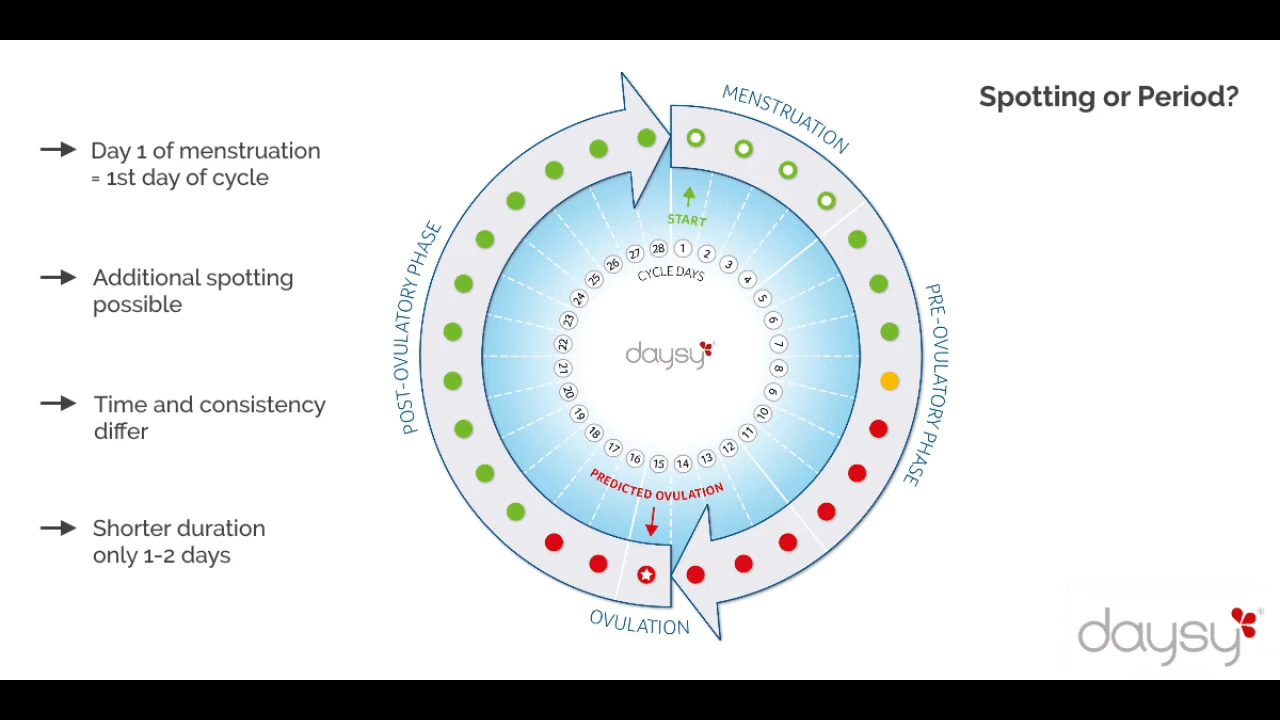 Spotting or Period?
Day 1 of menstruation
= 1st day of cycle
Additional spotting
possible
Time and consistency
differ
Shorter duration
only 1-2 days
MENSTRUATION
PRE-OVULATORY PHASE
OVULATION
POST-OVULATORY PHASE
START
1
2
3
4
5
6
7
8
9
10
11
12
13
14
15
16
17
18
19
20
21
22
23
24
25
26
27
28
CYCLE DAYS
daysy
PREDICTED OVULATION
daysy®